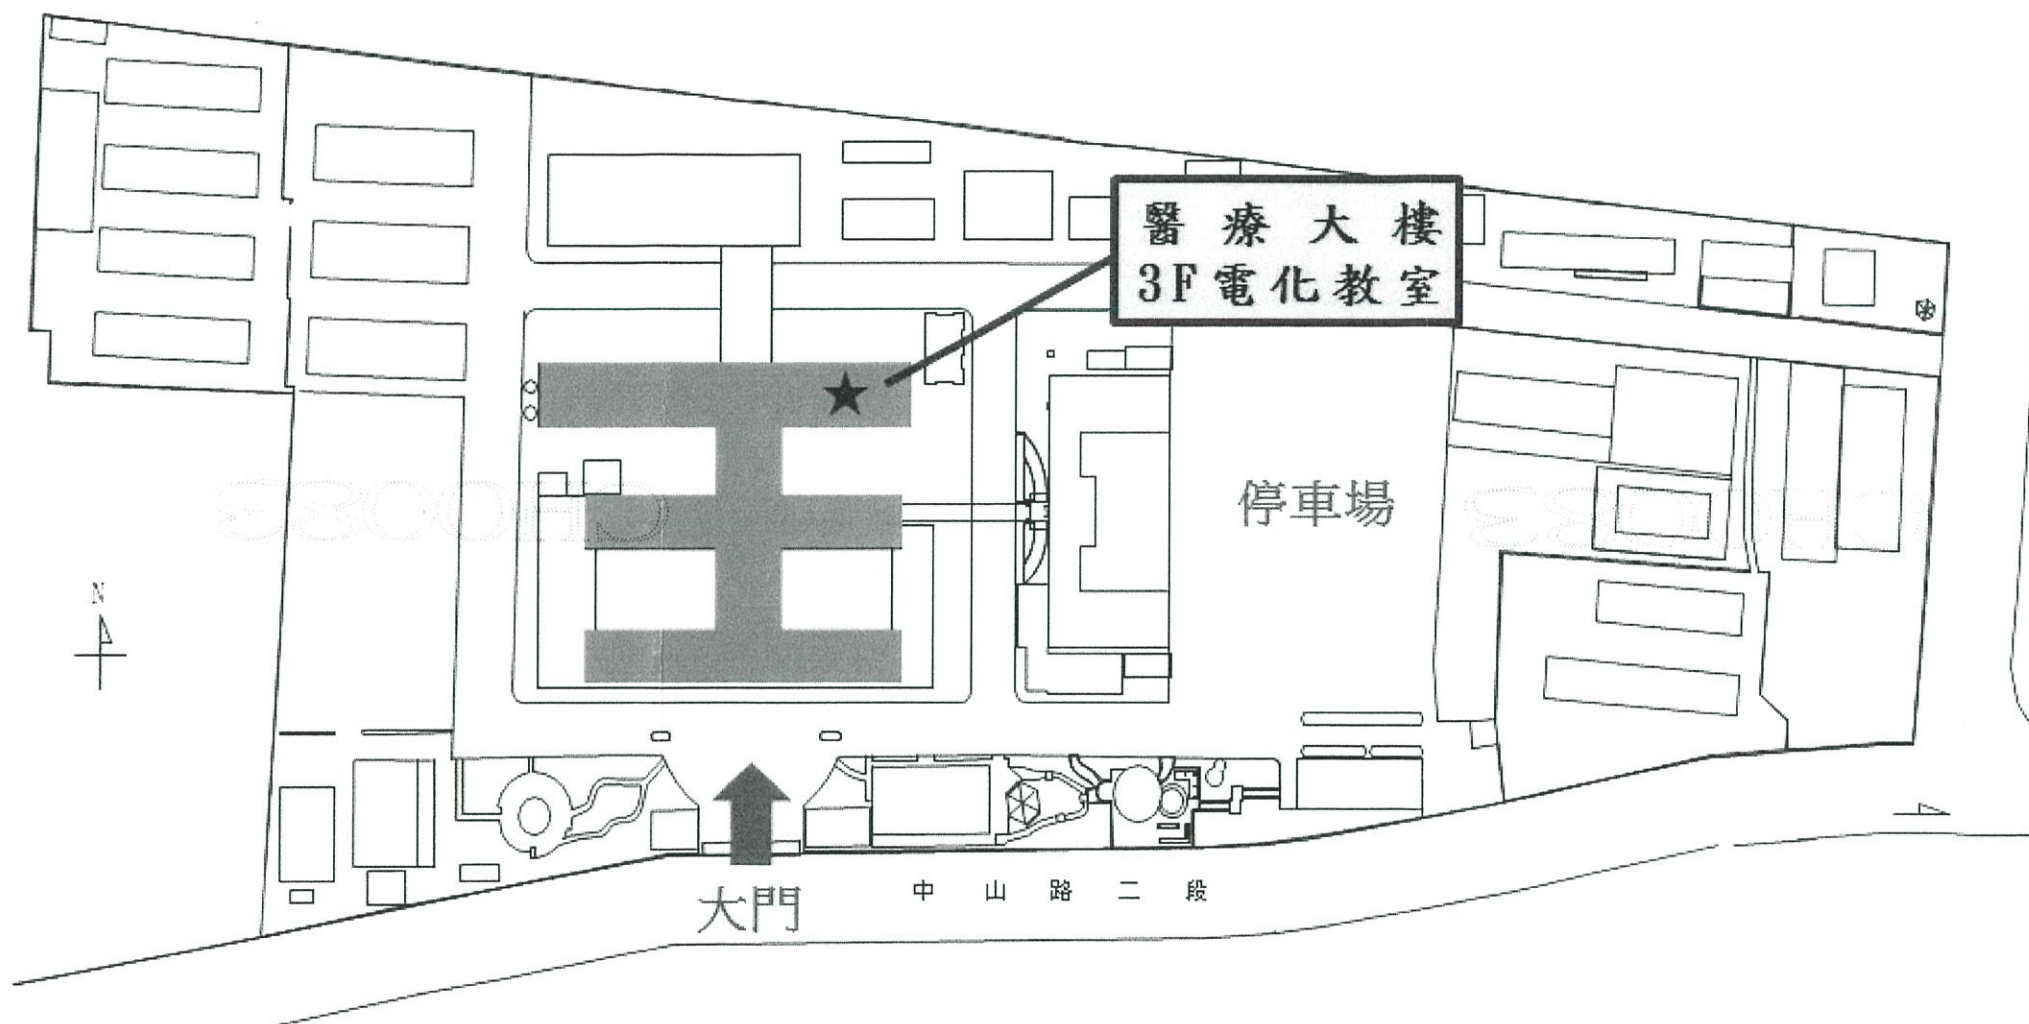 醫療大樓
3F電化教室
停車場
N
大門
中山路二段